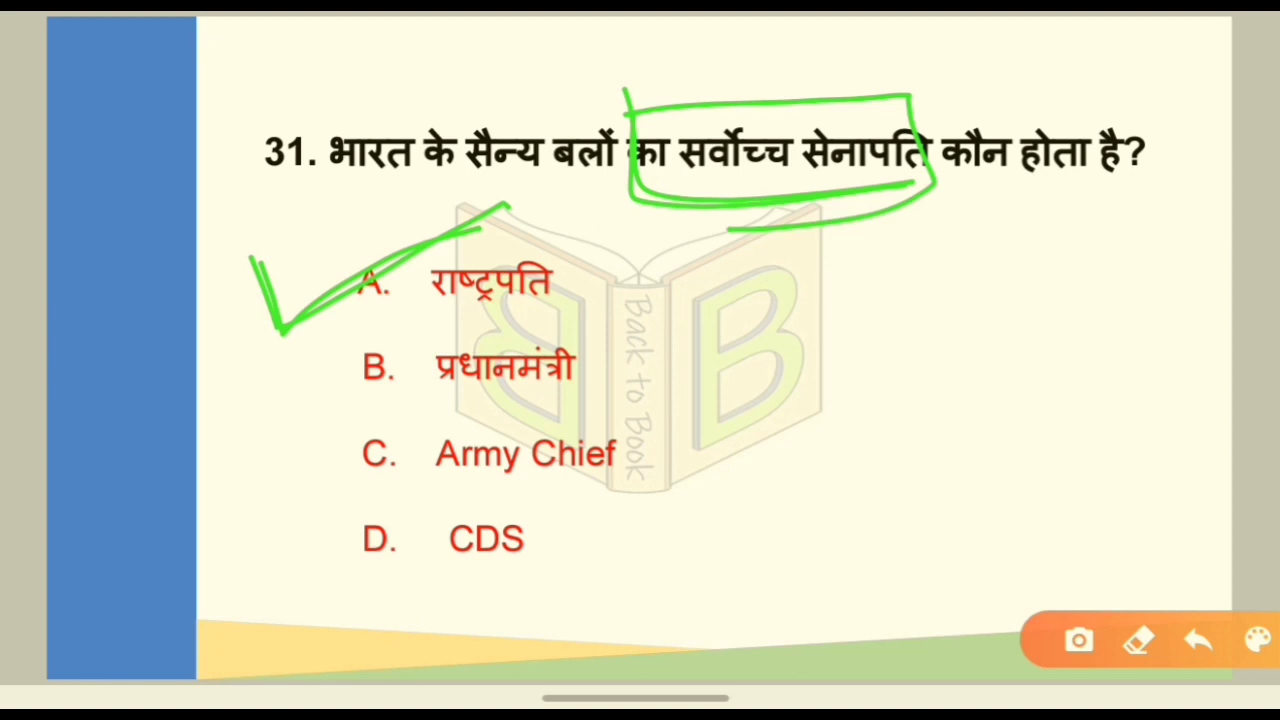 31. भारत के सैन्य बलों का सर्वोच्च सेनापति कौन होता है?
A. राष्ट्रपति
B. प्रधानमंत्री
C. Army Chief
D. CDS
B B
Back to Book